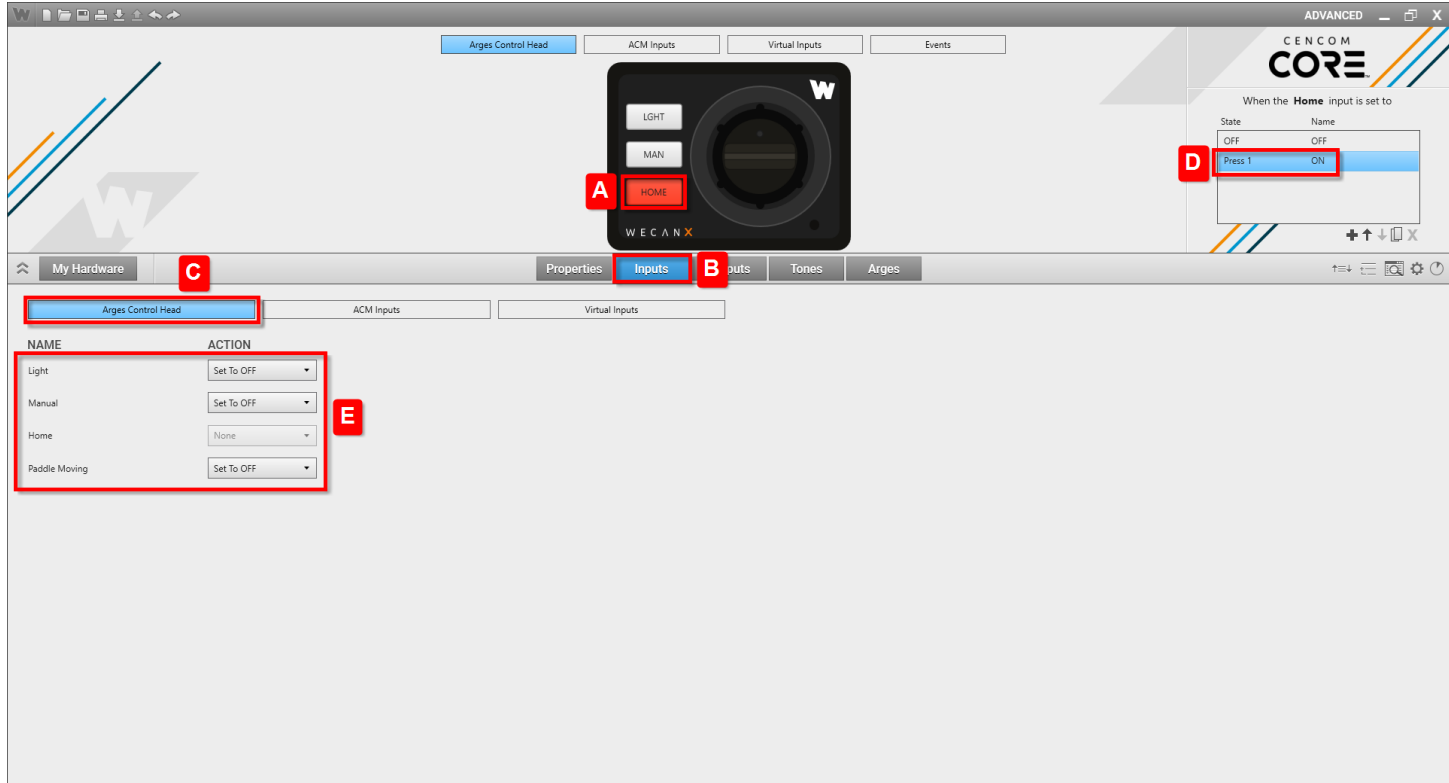 W ADVANCED X
Arges Control Head ACM Inputs Virtual Inputs Events
CENCOM
CORE™
When the Home input is set to
State Name
OFF OFF
D Press 1 ON
W
LGHT
MAN
A HOME
WECANX
W
X
My Hardware C Properties Inputs B puts Tones Arges
Arges Control Head ACM Inputs Virtual Inputs
NAME ACTION
Light Set To OFF
Manual Set To OFF
E
Home None
Paddle Moving Set To OFF